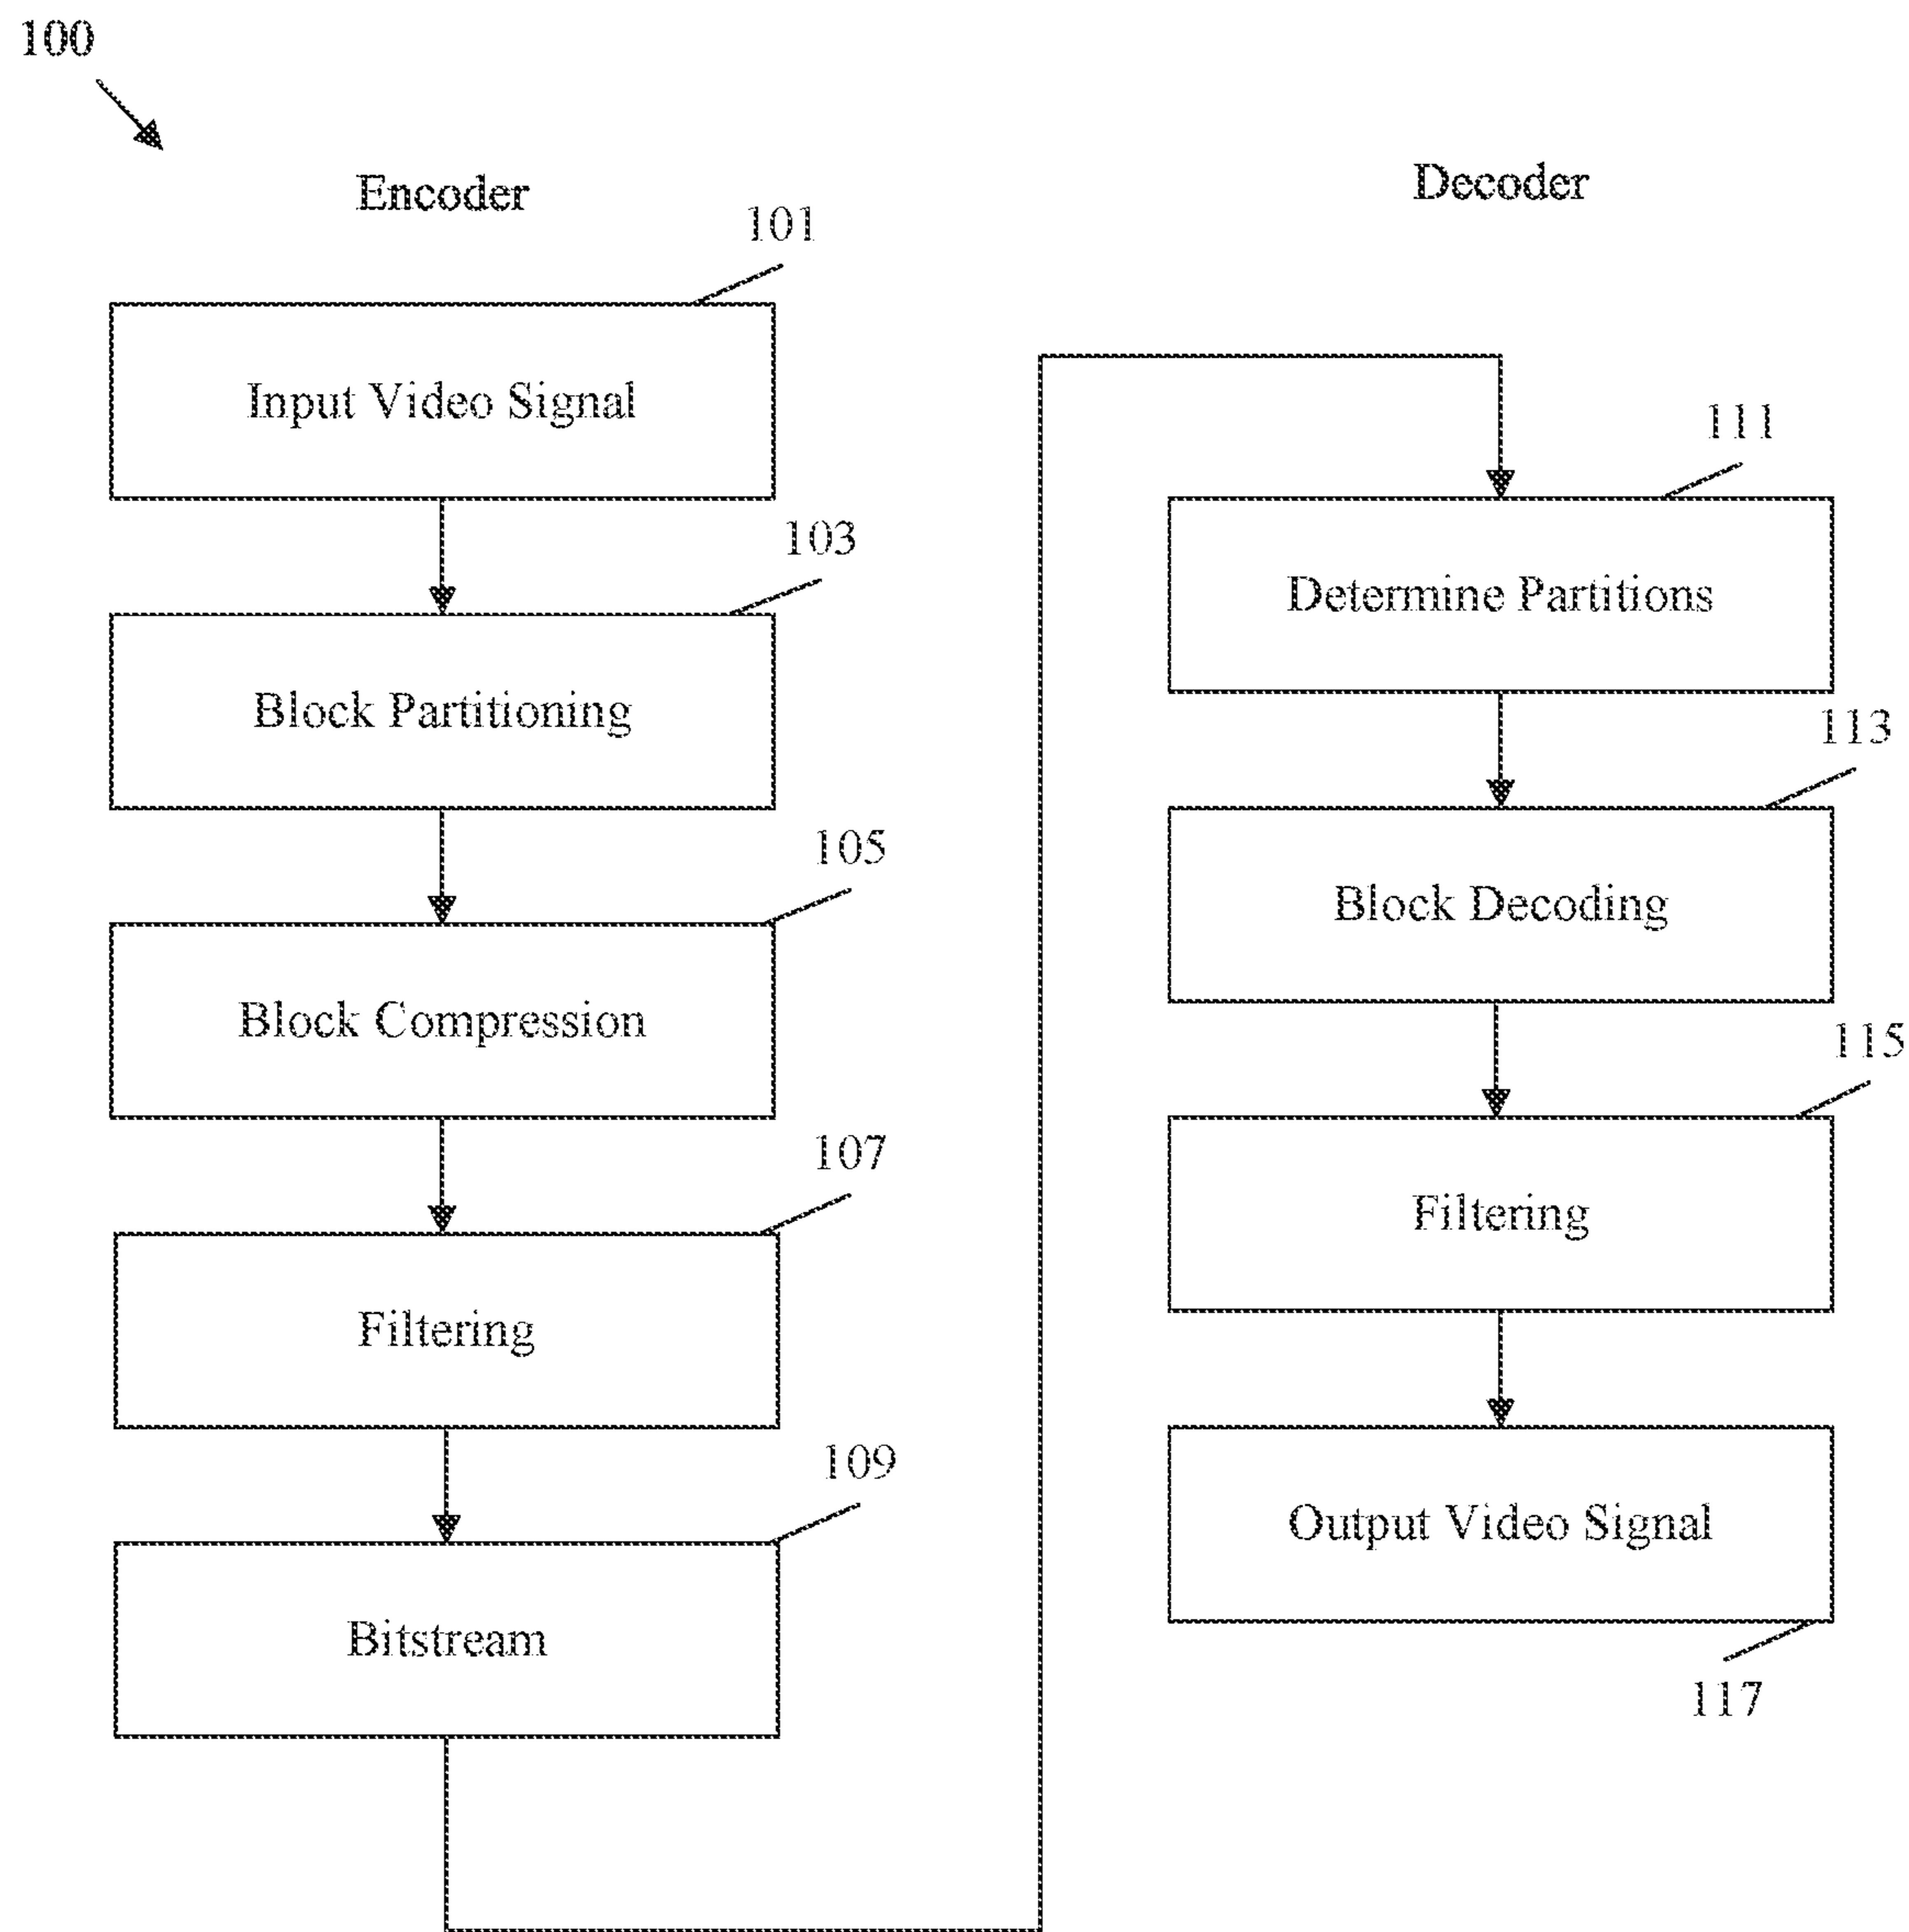 100
Encoder
101
Input Video Signal
103
Block Partitioning
105
Block Compression
107
Filtering
109
Bitstream
Decoder
111
Determine Partitions
113
Block Decoding
115
Filtering
Output Video Signal
117